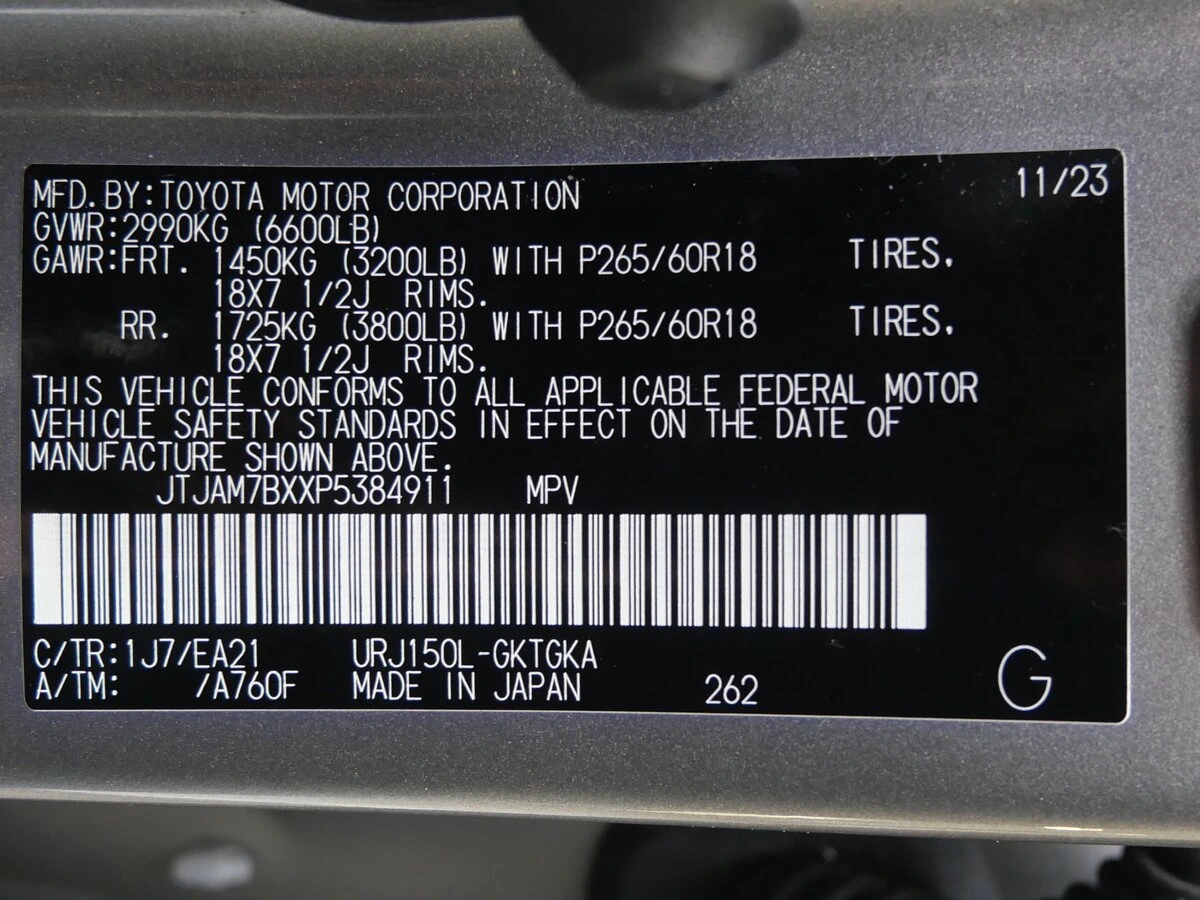 MFD. BY: TOYOTA MOTOR CORPORATION 11/23
GVWR: 2990KG (6600LB)
GAWR: FRT. 1450KG (3200LB) WITH P265/60R18 TIRES.
18X7 1/2J RIMS.
RR. 1725KG (3800LB) WITH P265/60R18 TIRES.
18X7 1/2J RIMS.
THIS VEHICLE CONFORMS TO ALL APPLICABLE FEDERAL MOTOR
VEHICLE SAFETY STANDARDS IN EFFECT ON THE DATE OF
MANUFACTURE SHOWN ABOVE.
JTJAM7BXXP5384911 MPV
C/TR: 1J7/EA21 URJ150L-GKTGKA
A/TM: /A760F MADE IN JAPAN 262 G